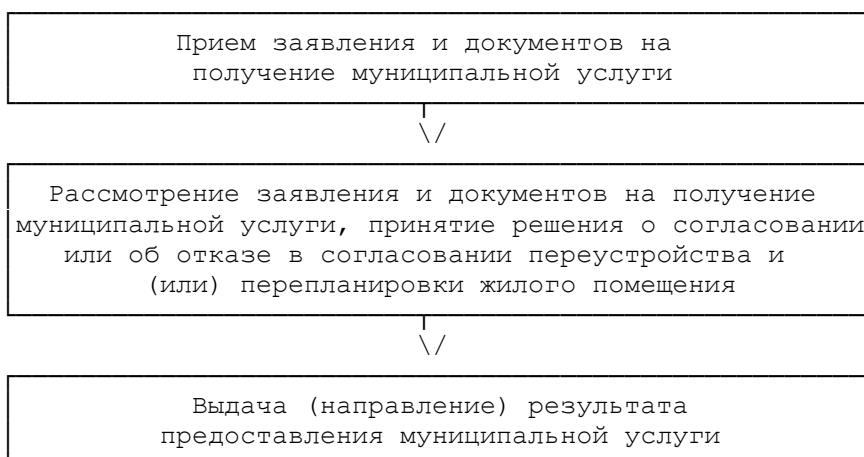 Прием заявления и документов на
получение муниципальной услуги
\/
Рассмотрение заявления и документов на получение
муниципальной услуги, принятие решения о согласовании
или об отказе в согласовании переустройства и
(или) перепланировки жилого помещения
\/
Выдача (направление) результата
предоставления муниципальной услуги